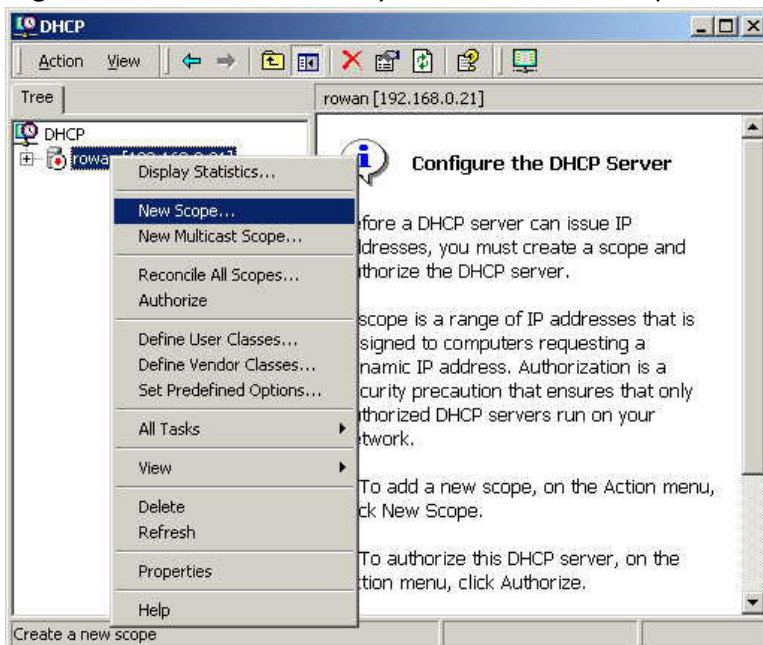 DHCP
Action View
Tree
rowan [192.168.0.21]
DHCP
Display Statistics...
New Scope...
New Multicast Scope...
Reconcile All Scopes...
Authorize
Define User Classes...
Define Vendor Classes...
Set Predefined Options...
All Tasks
View
Delete
Refresh
Properties
Help
Configure the DHCP Server
fore a DHCP server can issue IP
dresses, you must create a scope and
thorize the DHCP server.
scope is a range of IP addresses that is
signed to computers requesting a
namic IP address. Authorization is a
curity precaution that ensures that only
thorized DHCP servers run on your
twork.
To add a new scope, on the Action menu,
ck New Scope.
To authorize this DHCP server, on the
tion menu, click Authorize.
Create a new scope